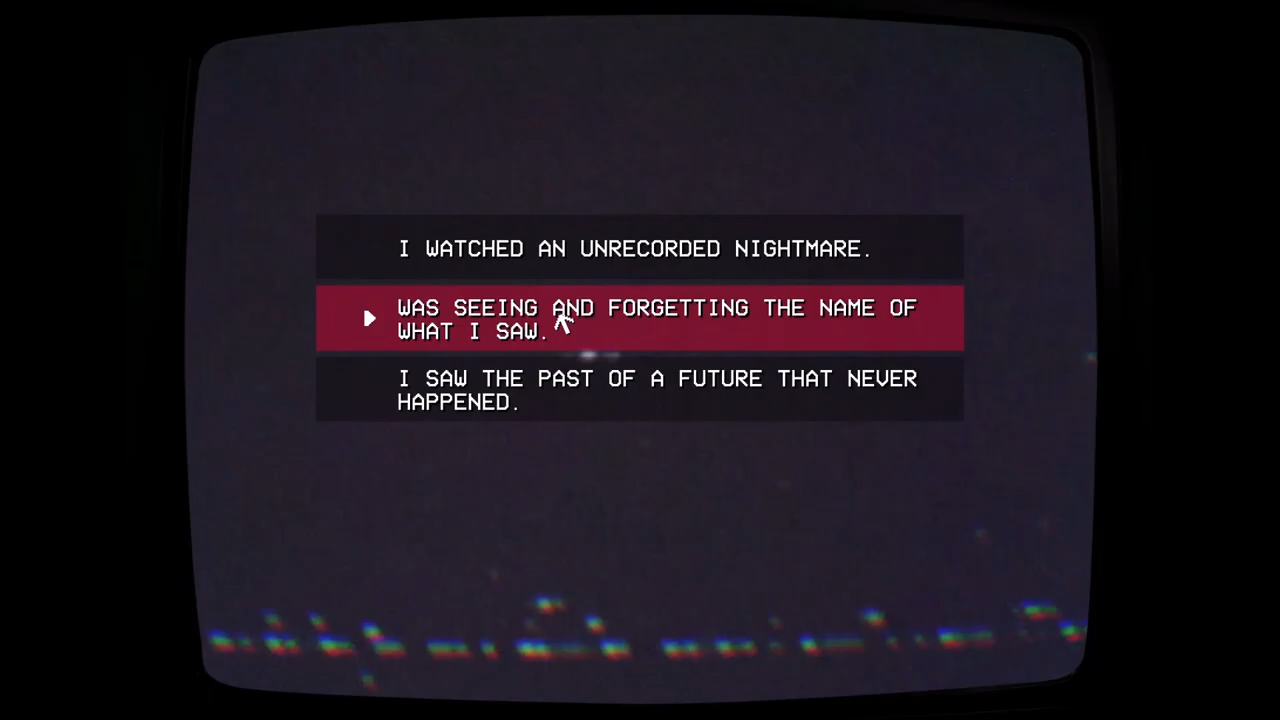 I WATCHED AN UNRECORDED NIGHTMARE.
WAS SEEING AND FORGETTING THE NAME OF
WHAT I SAW.
I SAW THE PAST OF A FUTURE THAT NEVER
HAPPENED.